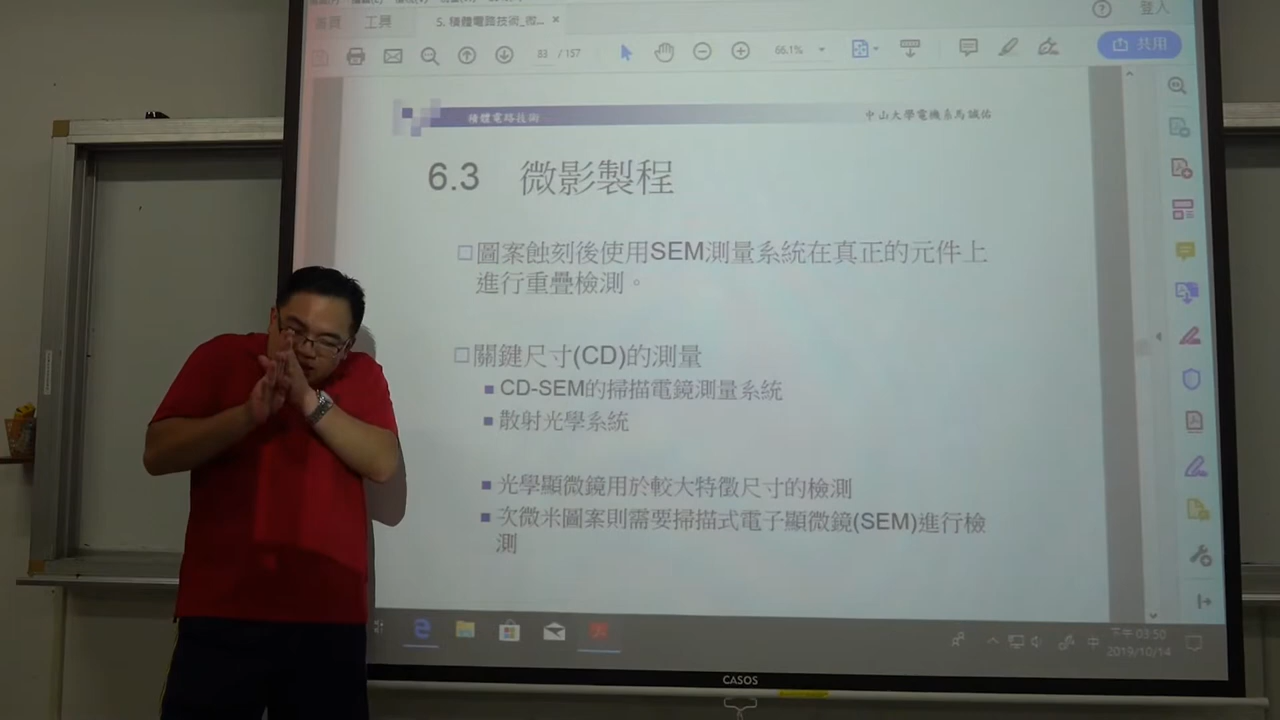 首頁 工具 5. 積體電路技術_微... × 登入
83 / 157 66.1% 共用
積體電路技術 中山大學電機系馬誠佑
6.3 微影製程
圖案蝕刻後使用SEM測量系統在真正的元件上
進行重疊檢測。
關鍵尺寸(CD)的測量
CD-SEM的掃描電鏡測量系統
散射光學系統
光學顯微鏡用於較大特徵尺寸的檢測
次微米圖案則需要掃描式電子顯微鏡(SEM)進行檢
測
中 下午 03:50
2019/10/14
CASOS